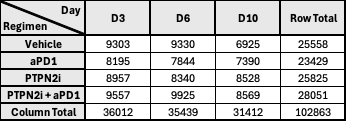 Day
Regimen D3 D6 D10 Row Total
Vehicle 9303 9330 6925 25558
aPD1 8195 7844 7390 23429
PTPN2i 8957 8340 8528 25825
PTPN2i + aPD1 9557 9925 8569 28051
Column Total 36012 35439 31412 102863